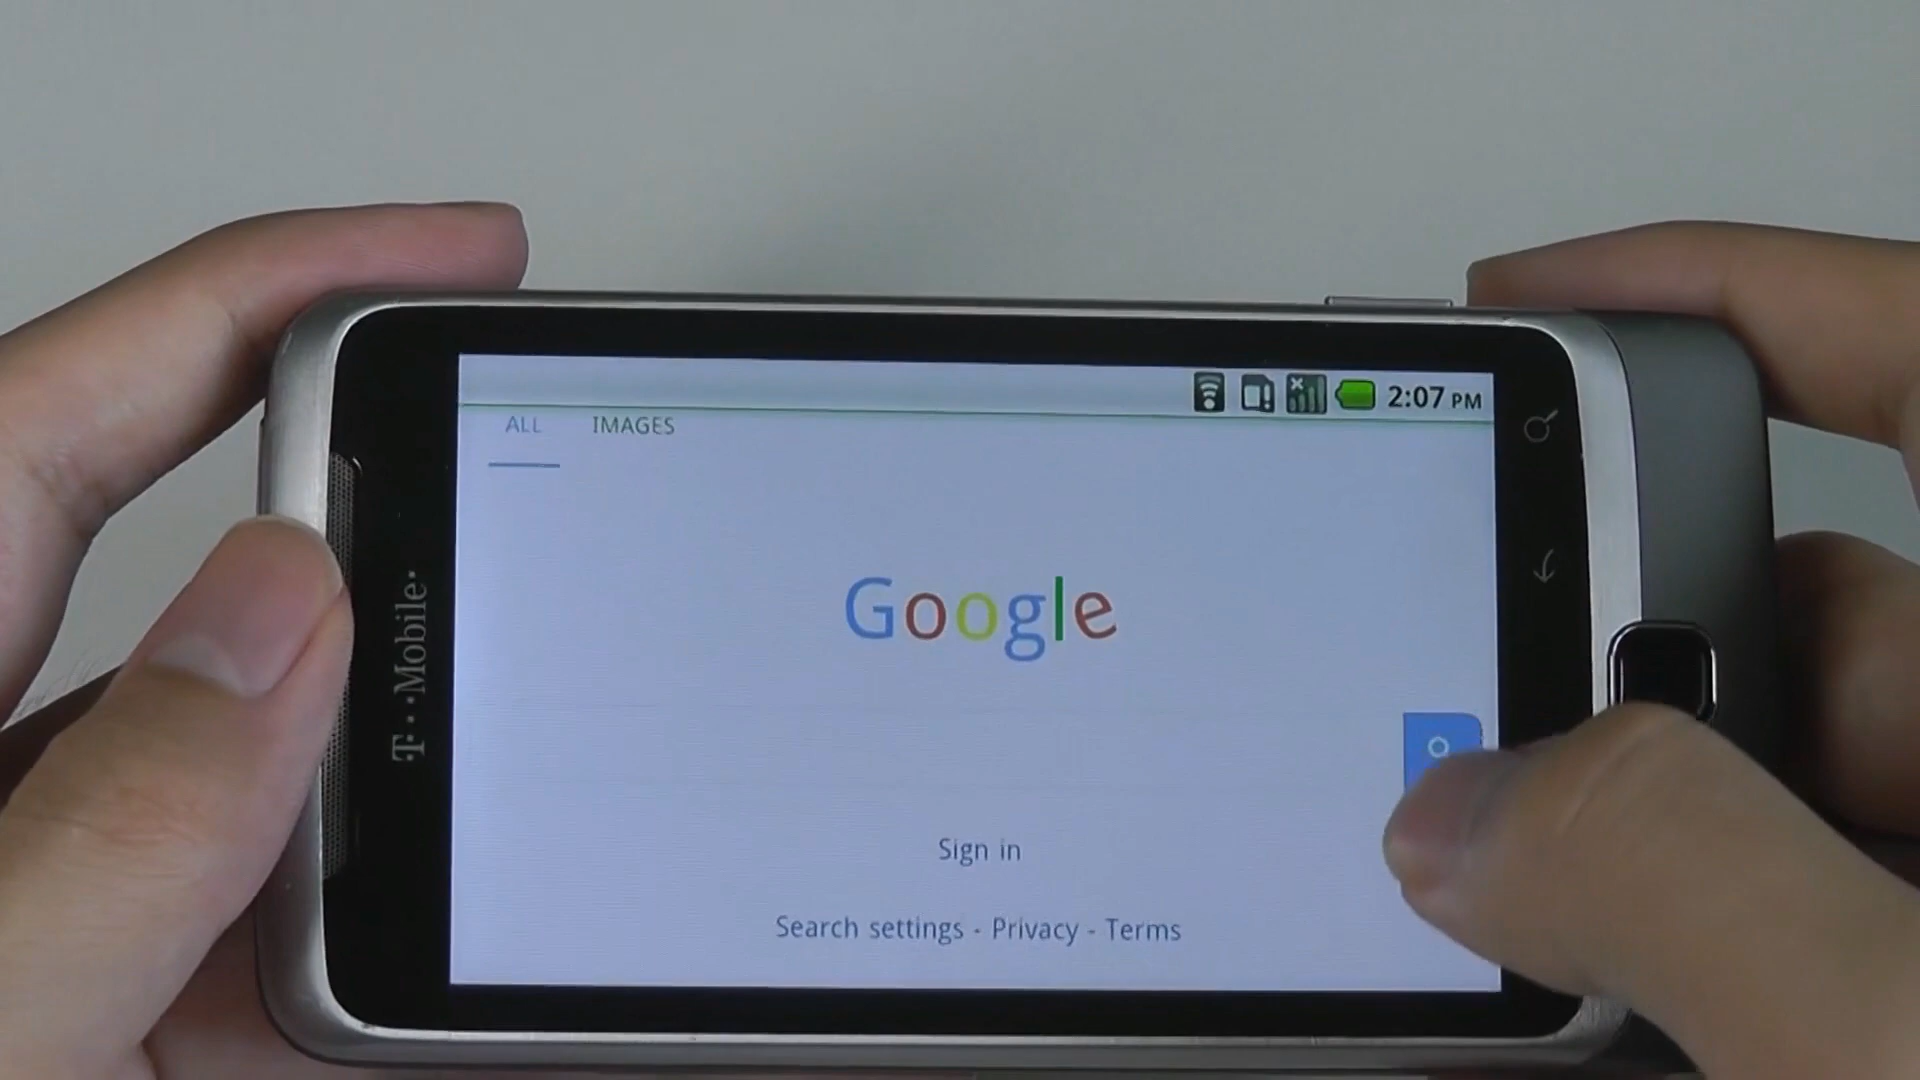 2:07 PM
ALL IMAGES
Google
Sign in
Search settings - Privacy - Terms
T··Mobile·